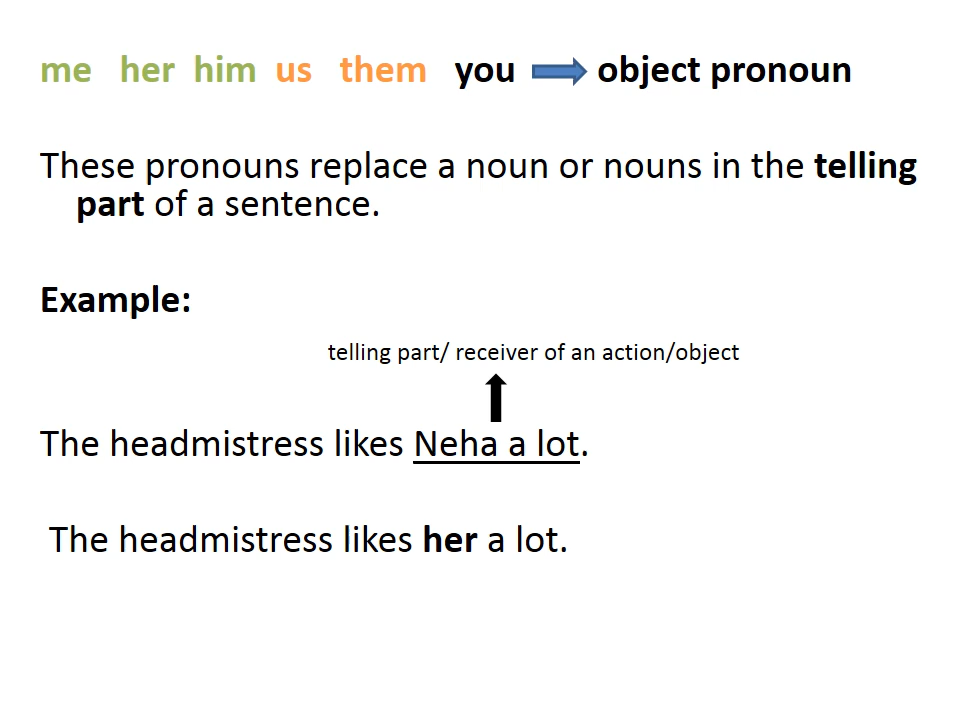 me her him us them you object pronoun
These pronouns replace a noun or nouns in the telling
part of a sentence.
Example:
telling part/ receiver of an action/object
The headmistress likes Neha a lot.
The headmistress likes her a lot.